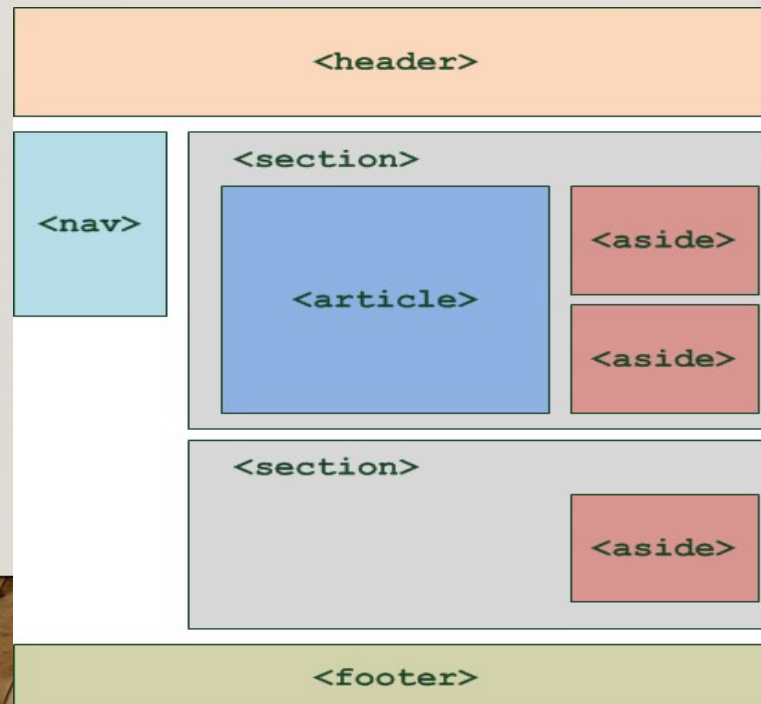 <header>
<nav>
<section>
<article>
<aside>
<aside>
<section>
<aside>
<footer>